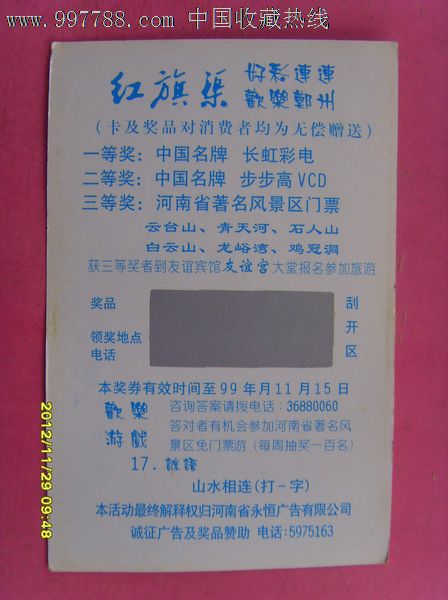 www.997788.com 中国收藏热线
红旗渠 好彩連連
歡樂鄭州
(卡及奖品对消费者均为无偿赠送)
一等奖：中国名牌 长虹彩电
二等奖：中国名牌 步步高VCD
三等奖：河南省著名风景区门票
云台山、青天河、石人山
白云山、龙峪湾、鸡冠洞
获三等奖者到友谊宾馆友谊宫大堂报名参加旅游
奖品
领奖地点
电话
刮开区
本奖券有效时间至99年月11月15日
歡樂游戲
咨询答案请拨电话：36880060
答对者有机会参加河南省著名风
景区免门票游(每周抽奖一百名)
17. 謎語
山水相连(打一字)
本活动最终解释权归河南省永恒广告有限公司
诚征广告及奖品赞助 电话:5975163
2012/11/29 09:48